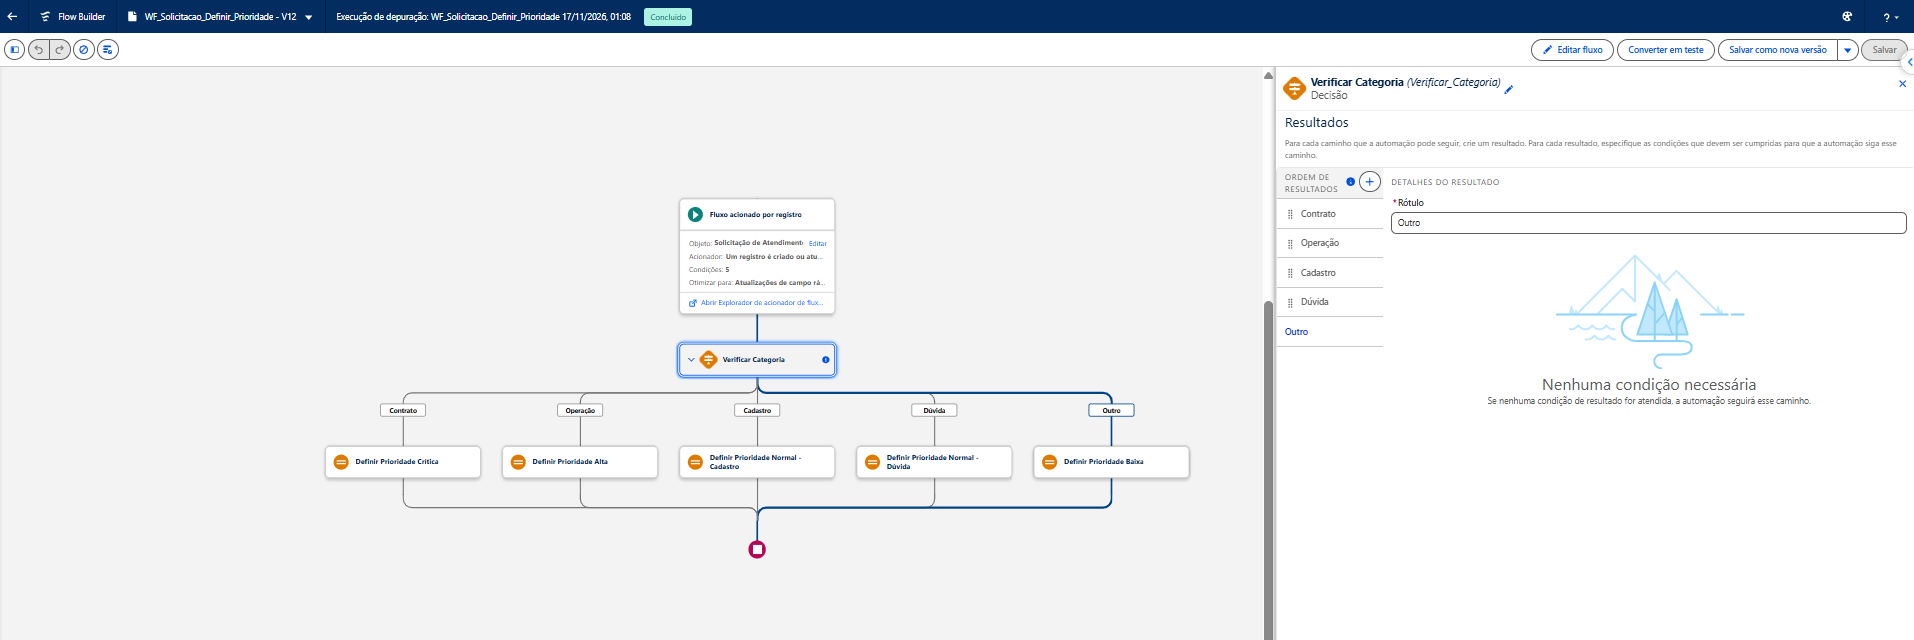 Flow Builder
WF_Solicitacao_Definir_Prioridade - V12
Execução de depuração: WF_Solicitacao_Definir_Prioridade 17/11/2026, 01:08
Concluído
?
Editar fluxo
Converter em teste
Salvar como nova versão
Salvar
Fluxo acionado por registro
Objeto: Solicitação de Atendiment Editar
Acionador: Um registro é criado ou atu...
Condições: 5
Otimizar para: Atualizações de campo rá...
Abrir Explorador de acionador de flux...
Verificar Categoria
Contrato
Operação
Cadastro
Dúvida
Outro
Definir Prioridade Crítica
Definir Prioridade Alta
Definir Prioridade Normal -
Cadastro
Definir Prioridade Normal -
Dúvida
Definir Prioridade Baixa
Verificar Categoria (Verificar_Categoria)
Decisão
Resultados
Para cada caminho que a automação pode seguir, crie um resultado. Para cada resultado, especifique as condições que devem ser cumpridas para que a automação siga esse
caminho.
ORDEM DE
RESULTADOS
Contrato
Operação
Cadastro
Dúvida
Outro
DETALHES DO RESULTADO
*Rótulo
Outro
Nenhuma condição necessária
Se nenhuma condição de resultado for atendida, a automação seguirá esse caminho.